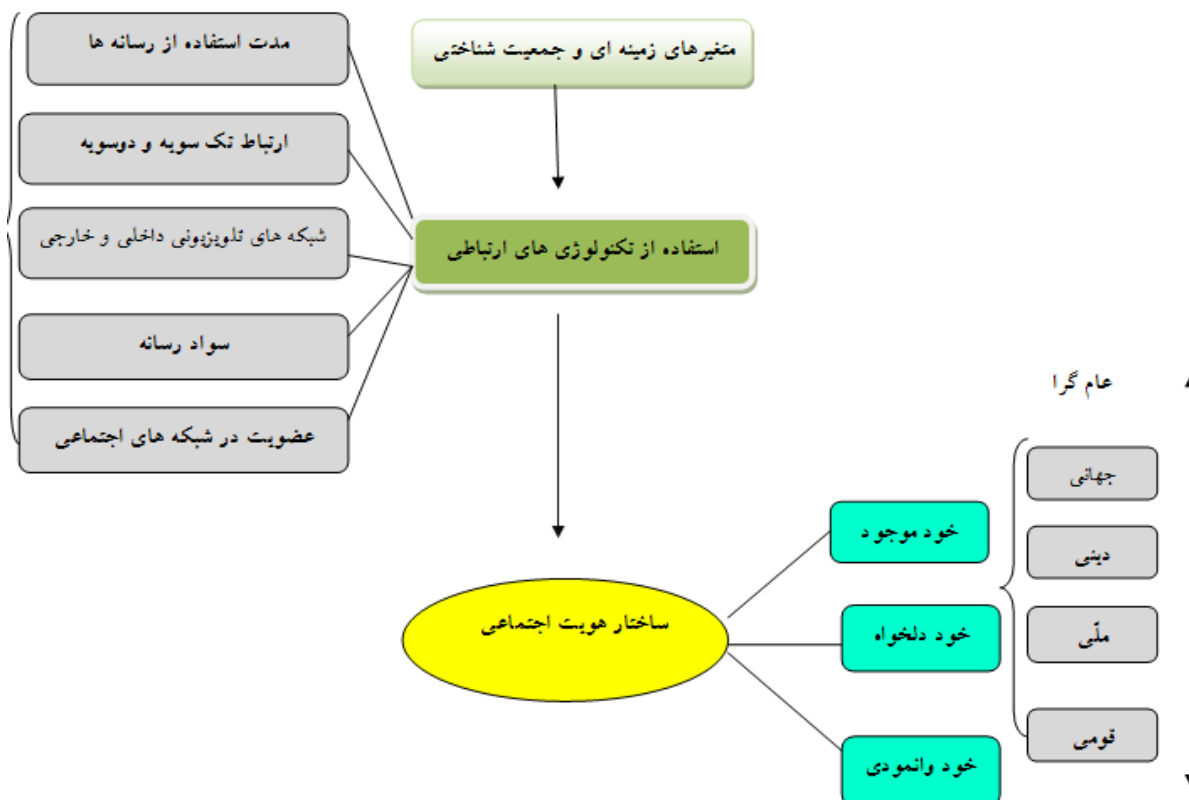 متغیرهای زمینه ای و جمعیت شناختی
مدت استفاده از رسانه ها
ارتباط تک سویه و دوسویه
شبکه های تلویزیونی داخلی و خارجی
سواد رسانه
عضویت در شبکه های اجتماعی
استفاده از تکنولوژی های ارتباطی
عام گرا
جهانی
دینی
ملّی
قومی
خود موجود
خود دلخواه
خود وانمودی
ساختار هویت اجتماعی